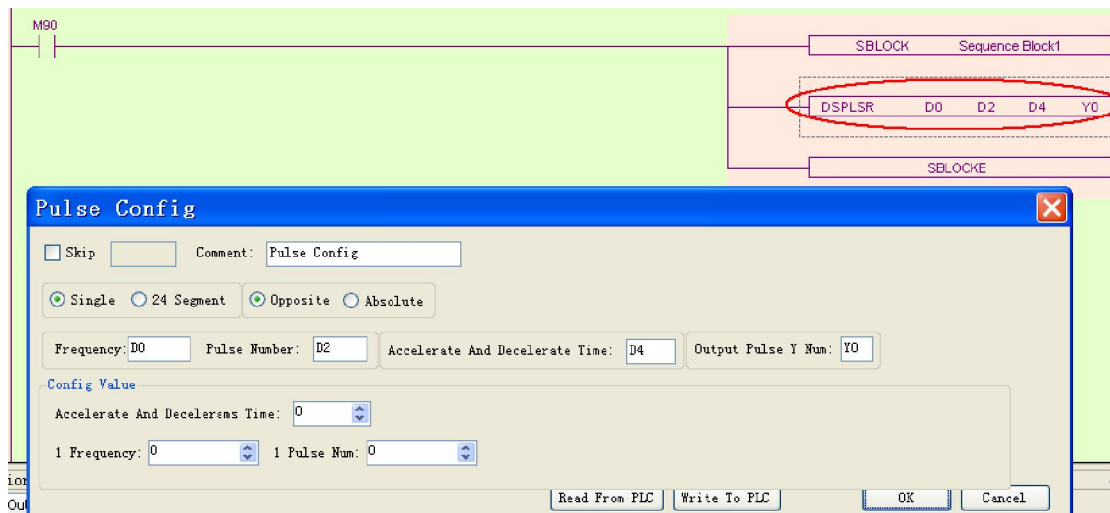 M90
SBLOCK Sequence Block1
DSPLSR D0 D2 D4 Y0
SBLOCKE
Pulse Config
Skip Comment: Pulse Config
Single 24 Segment Opposite Absolute
Frequency: D0 Pulse Number: D2 Accelerate And Decelerate Time: D4 Output Pulse Y Num: Y0
Config Value
Accelerate And Decelersms Time: 0
1 Frequency: 0 1 Pulse Num: 0
Read From PLC Write To PLC OK Cancel